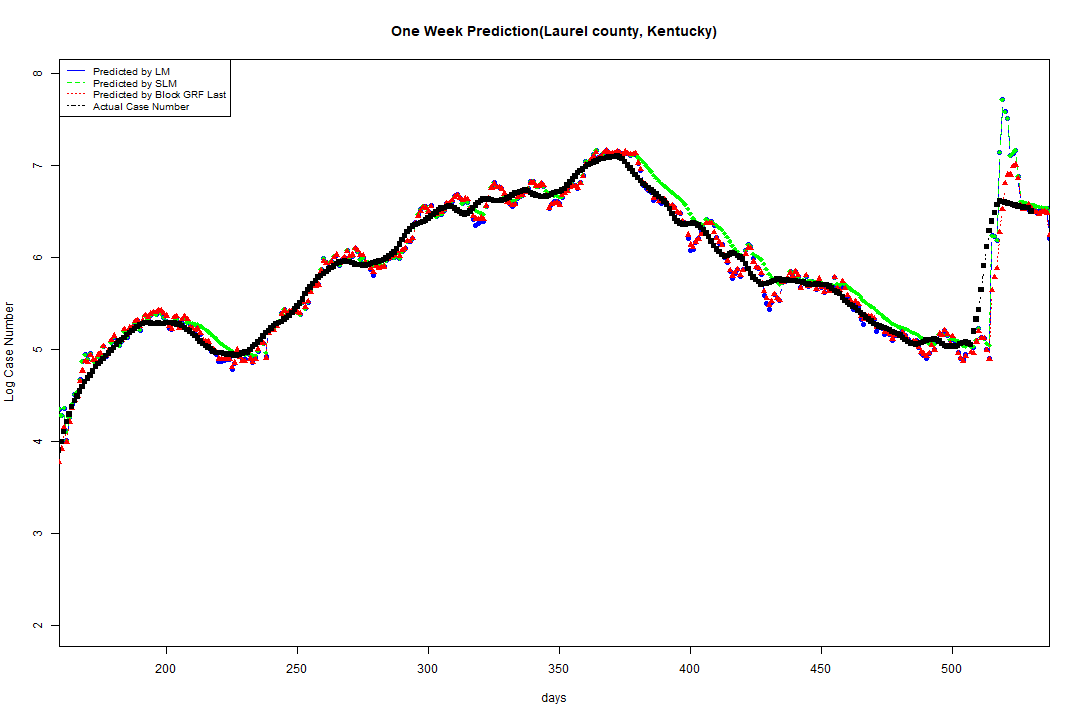 One Week Prediction(Laurel county, Kentucky)
Predicted by LM
Predicted by SLM
Predicted by Block GRF Last
Actual Case Number
8
7
6
5
4
3
2
Log Case Number
200 250 300 350 400 450 500
days